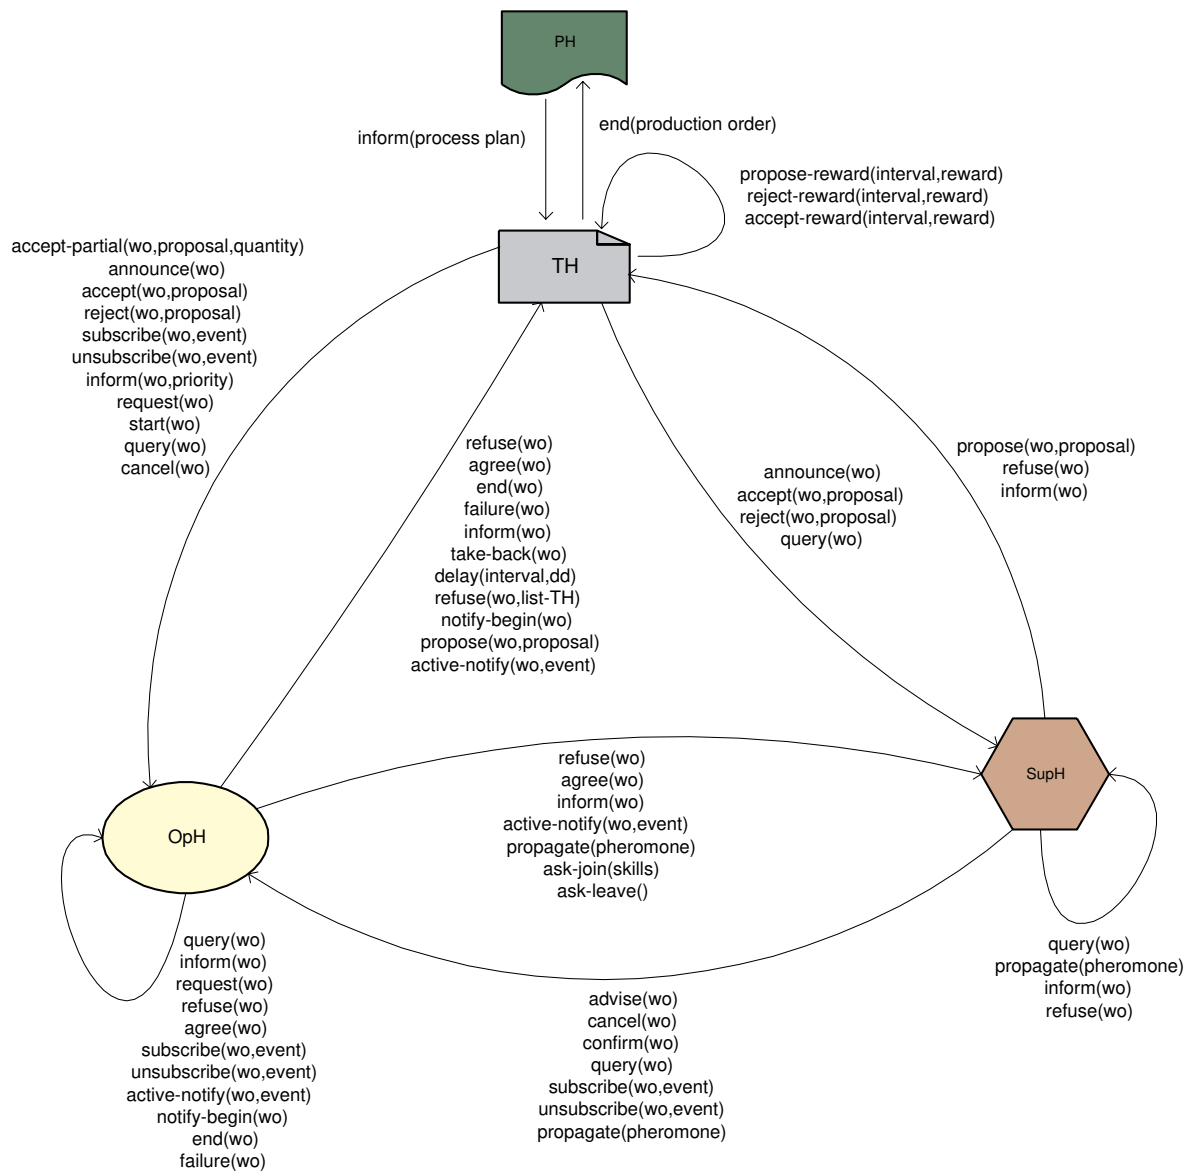 PH
inform(process plan)
end(production order)
propose-reward(interval,reward)
reject-reward(interval,reward)
accept-reward(interval,reward)
TH
accept-partial(wo,proposal,quantity)
announce(wo)
accept(wo,proposal)
reject(wo,proposal)
subscribe(wo,event)
unsubscribe(wo,event)
inform(wo,priority)
request(wo)
start(wo)
query(wo)
cancel(wo)
refuse(wo)
agree(wo)
end(wo)
failure(wo)
inform(wo)
take-back(wo)
delay(interval,dd)
refuse(wo,list-TH)
notify-begin(wo)
propose(wo,proposal)
active-notify(wo,event)
announce(wo)
accept(wo,proposal)
reject(wo,proposal)
query(wo)
propose(wo,proposal)
refuse(wo)
inform(wo)
refuse(wo)
agree(wo)
inform(wo)
active-notify(wo,event)
propagate(pheromone)
ask-join(skills)
ask-leave()
SupH
OpH
query(wo)
inform(wo)
request(wo)
refuse(wo)
agree(wo)
subscribe(wo,event)
unsubscribe(wo,event)
active-notify(wo,event)
notify-begin(wo)
end(wo)
failure(wo)
advise(wo)
cancel(wo)
confirm(wo)
query(wo)
subscribe(wo,event)
unsubscribe(wo,event)
propagate(pheromone)
query(wo)
propagate(pheromone)
inform(wo)
refuse(wo)